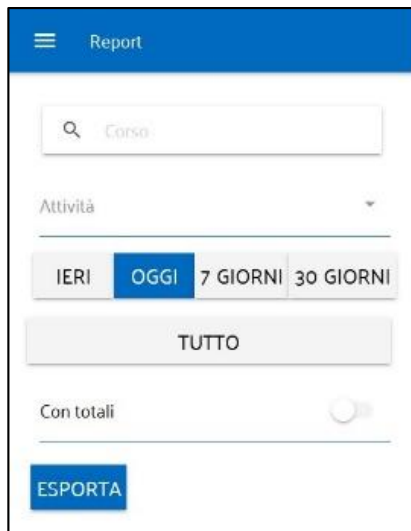 Report
Corso
Attività
IERI OGGI 7 GIORNI 30 GIORNI
TUTTO
Con totali
ESPORTA